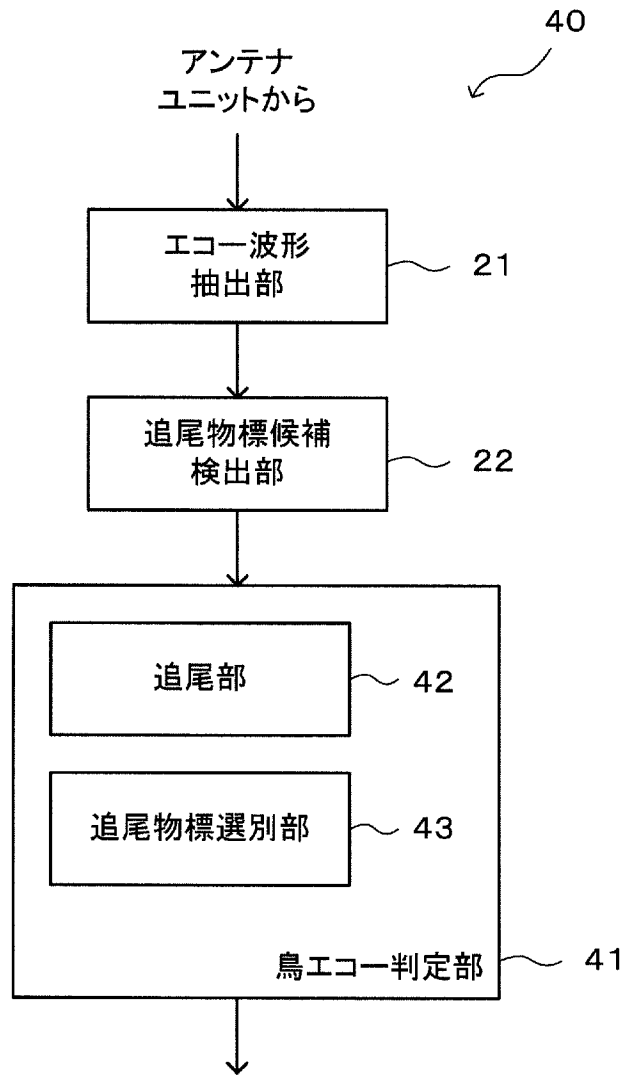 40
アンテナ
ユニットから
エコー波形
抽出部
21
追尾物標候補
検出部
22
追尾部
42
追尾物標選別部
43
鳥エコー判定部
41